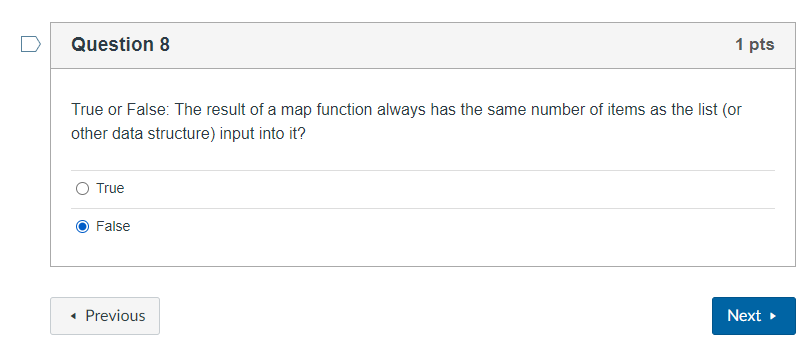 Question 8
1 pts
True or False: The result of a map function always has the same number of items as the list (or
other data structure) input into it?
True
False
Previous
Next